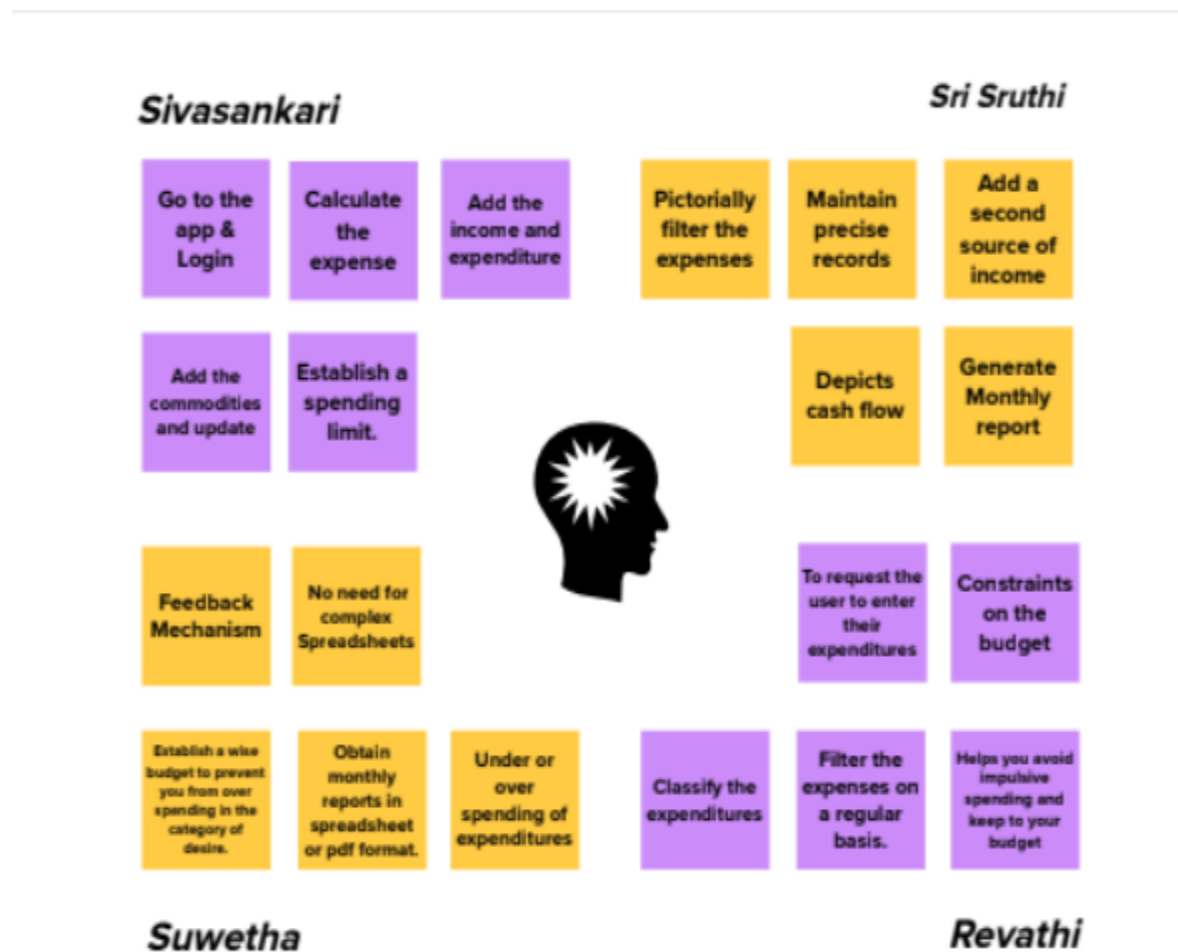 Sivasankari
Go to the
app &
Login
Calculate
the
expense
Add the
income and
expenditure
Add the
commodities
and update
Establish a
spending
limit.
Sri Sruthi
Pictorially
filter the
expenses
Maintain
precise
records
Add a
second
source of
income
Depicts
cash flow
Generate
Monthly
report
Feedback
Mechanism
No need for
complex
Spreadsheets
Establish a wise
budget to prevent
you from over
spending in the
category of
desire.
Obtain
monthly
reports in
spreadsheet
or pdf format.
Under or
over
spending of
expenditures
Suwetha
To request the
user to enter
their
expenditures
Constraints
on the
budget
Classify the
expenditures
Filter the
expenses on
a regular
basis.
Helps you avoid
impulsive
spending and
keep to your
budget
Revathi